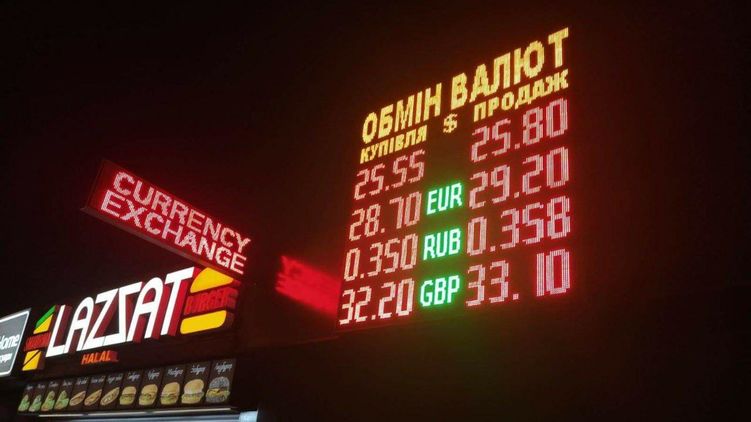 ОБМІН ВАЛЮТ
КУПІВЛЯ $ ПРОДАЖ
25.55 25.80
28.70 EUR 29.20
0.350 RUB 0.358
32.20 GBP 33.10
CURRENCY
EXCHANGE
LAZZAT
BURGER
HALAL
Home